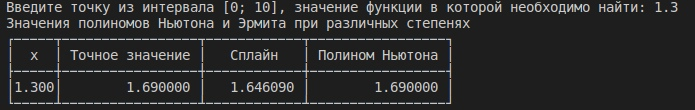 Введите точку из интервала [0; 10], значение функции в которой необходимо найти: 1.3
Значения полиномов Ньютона и Эрмита при различных степенях
x | Точное значение | Сплайн | Полином Ньютона
1.300 | 1.690000 | 1.646090 | 1.690000